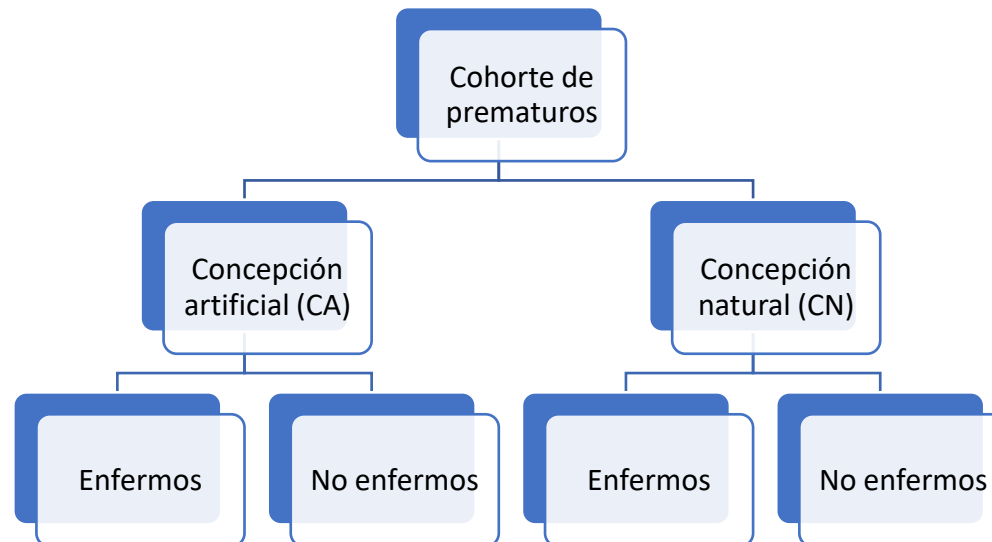 Cohorte de
prematuros
Concepción
artificial (CA)
Concepción
natural (CN)
Enfermos
No enfermos
Enfermos
No enfermos